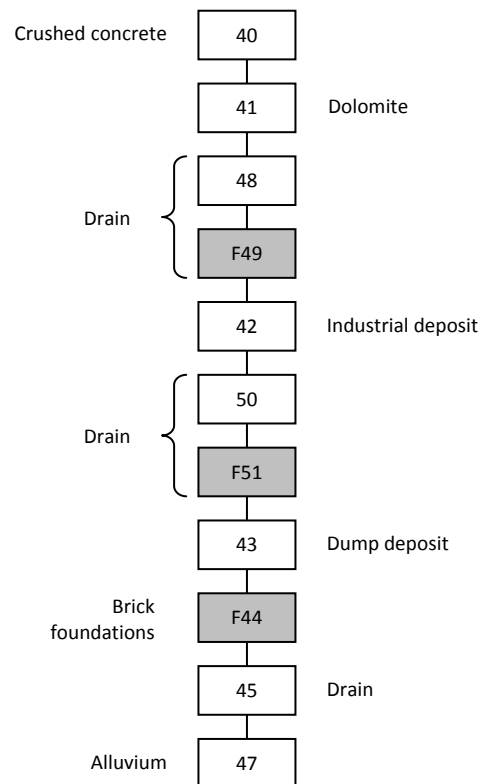 Crushed concrete 40
41 Dolomite
48
Drain
F49
42 Industrial deposit
50
Drain
F51
43 Dump deposit
Brick
foundations
F44
45 Drain
Alluvium 47